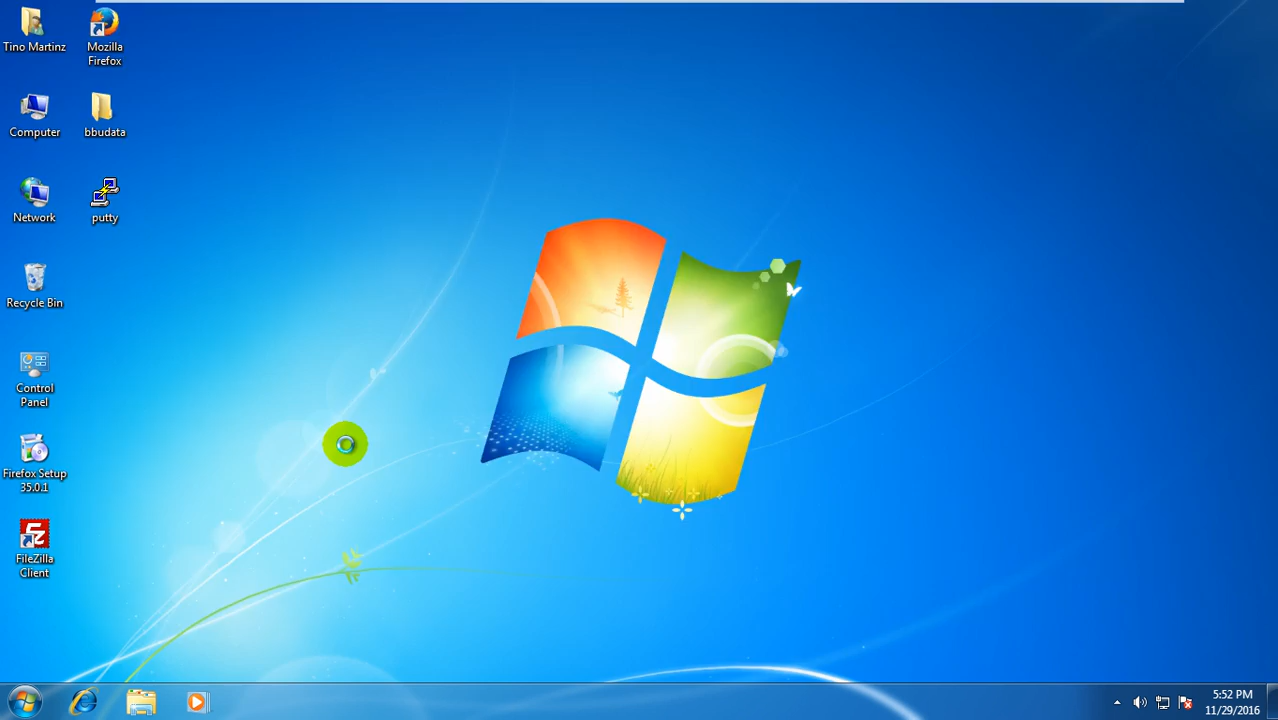 Tino Martinz
Mozilla
Firefox
Computer
bbudata
Network
putty
Recycle Bin
Control
Panel
Firefox Setup
35.0.1
FileZilla
Client
5:52 PM
11/29/2016